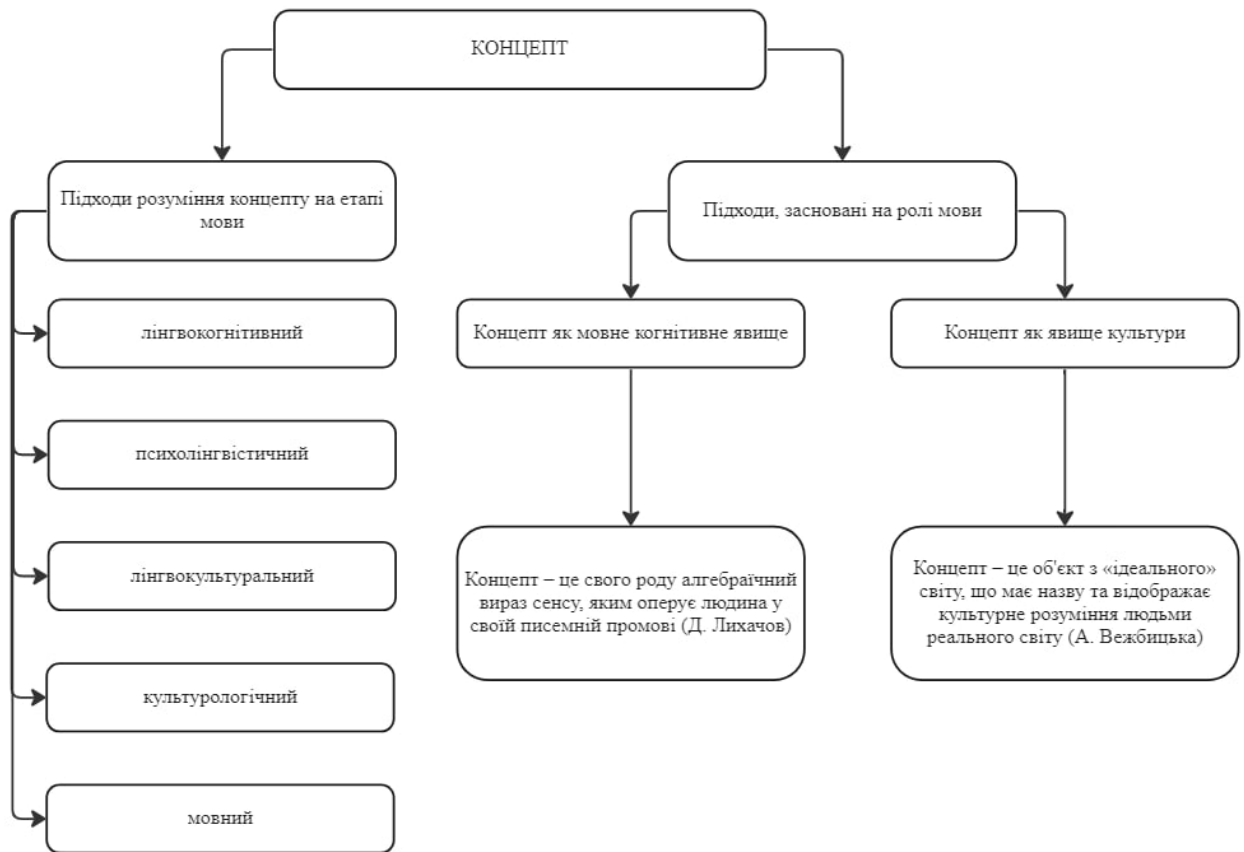 КОНЦЕПТ
Підходи розуміння концепту на етапі
мови
Підходи, засновані на ролі мови
лінгвокогнітивний
Концепт як мовне когнітивне явище
Концепт як явище культури
психолінгвістичний
лінгвокультуральний
Концепт – це свого роду алгебраїчний
вираз сенсу, яким оперує людина у
своїй писемній промові (Д. Лихачов)
Концепт – це об'єкт з «ідеального»
світу, що має назву та відображає
культурне розуміння людьми
реального світу (А. Вежбицька)
культурологічний
мовний